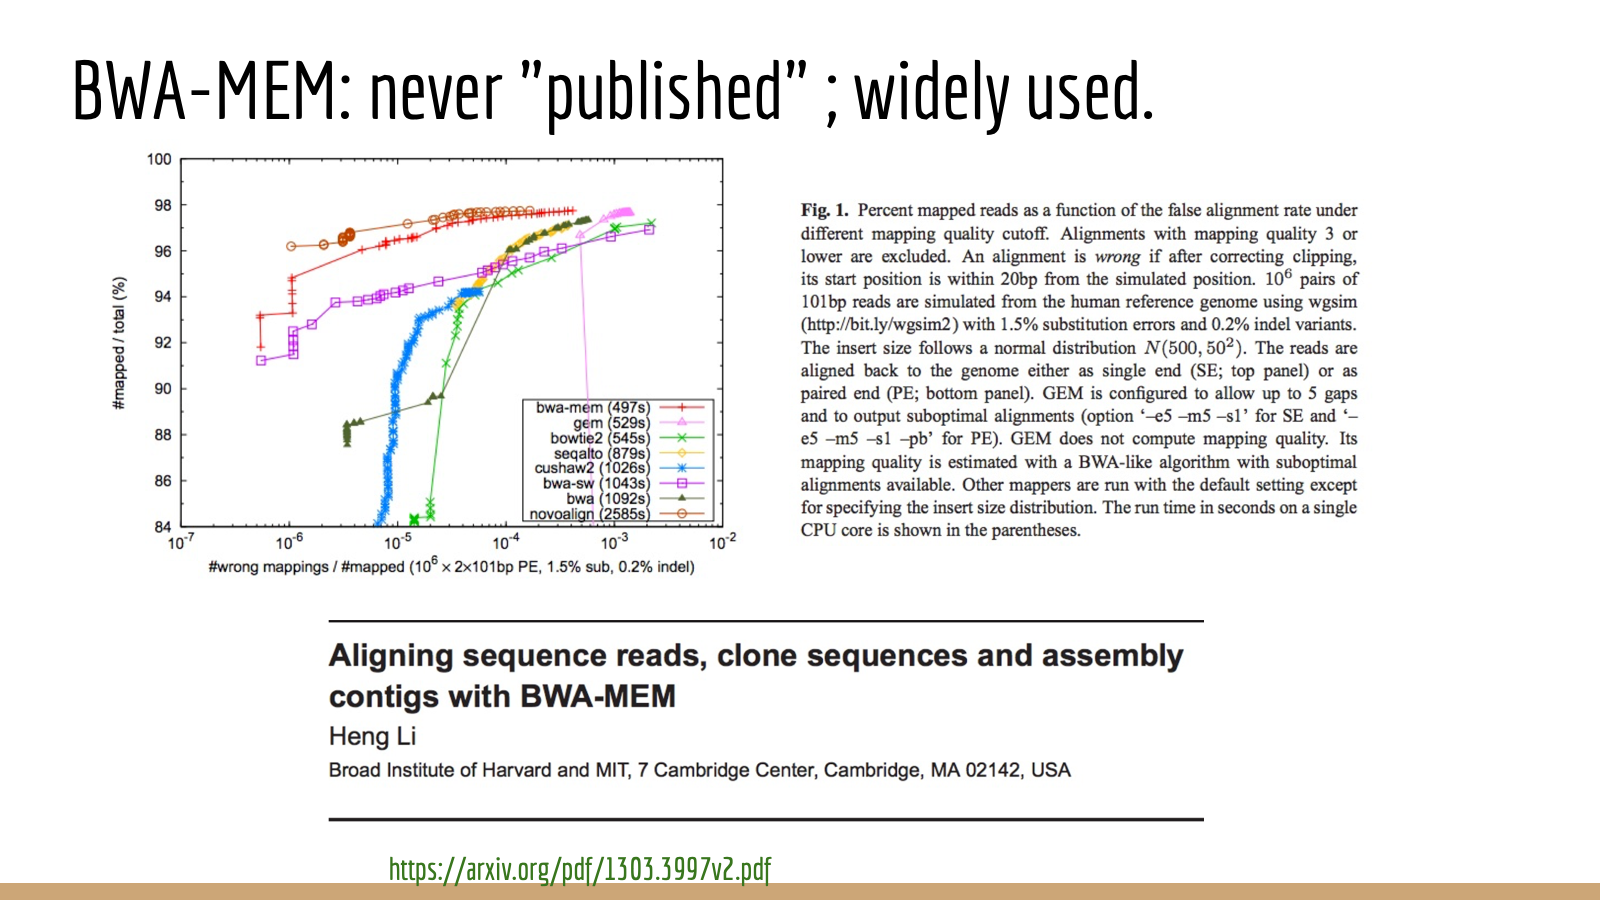 BWA-MEM: never ”published” ; widely used.
100
98
96
94
92
90
88
86
84
#mapped / total (%)
bwa-mem (497s)
gem (529s)
bowtie2 (545s)
seqalto (879s)
cushaw2 (1026s)
bwa-sw (1043s)
bwa (1092s)
novoalign (2585s)
10-7 10-6 10-5 10-4 10-3 10-2
#wrong mappings / #mapped (10^6 × 2×101bp PE, 1.5% sub, 0.2% indel)
Fig. 1. Percent mapped reads as a function of the false alignment rate under
different mapping quality cutoff. Alignments with mapping quality 3 or
lower are excluded. An alignment is wrong if after correcting clipping,
its start position is within 20bp from the simulated position. 10^6 pairs of
101bp reads are simulated from the human reference genome using wgsim
(http://bit.ly/wgsim2) with 1.5% substitution errors and 0.2% indel variants.
The insert size follows a normal distribution N(500, 50^2). The reads are
aligned back to the genome either as single end (SE; top panel) or as
paired end (PE; bottom panel). GEM is configured to allow up to 5 gaps
and to output suboptimal alignments (option ‘–e5 –m5 –s1’ for SE and ‘–
e5 –m5 –s1 –pb’ for PE). GEM does not compute mapping quality. Its
mapping quality is estimated with a BWA-like algorithm with suboptimal
alignments available. Other mappers are run with the default setting except
for specifying the insert size distribution. The run time in seconds on a single
CPU core is shown in the parentheses.
Aligning sequence reads, clone sequences and assembly
contigs with BWA-MEM
Heng Li
Broad Institute of Harvard and MIT, 7 Cambridge Center, Cambridge, MA 02142, USA
https://arxiv.org/pdf/1303.3997v2.pdf